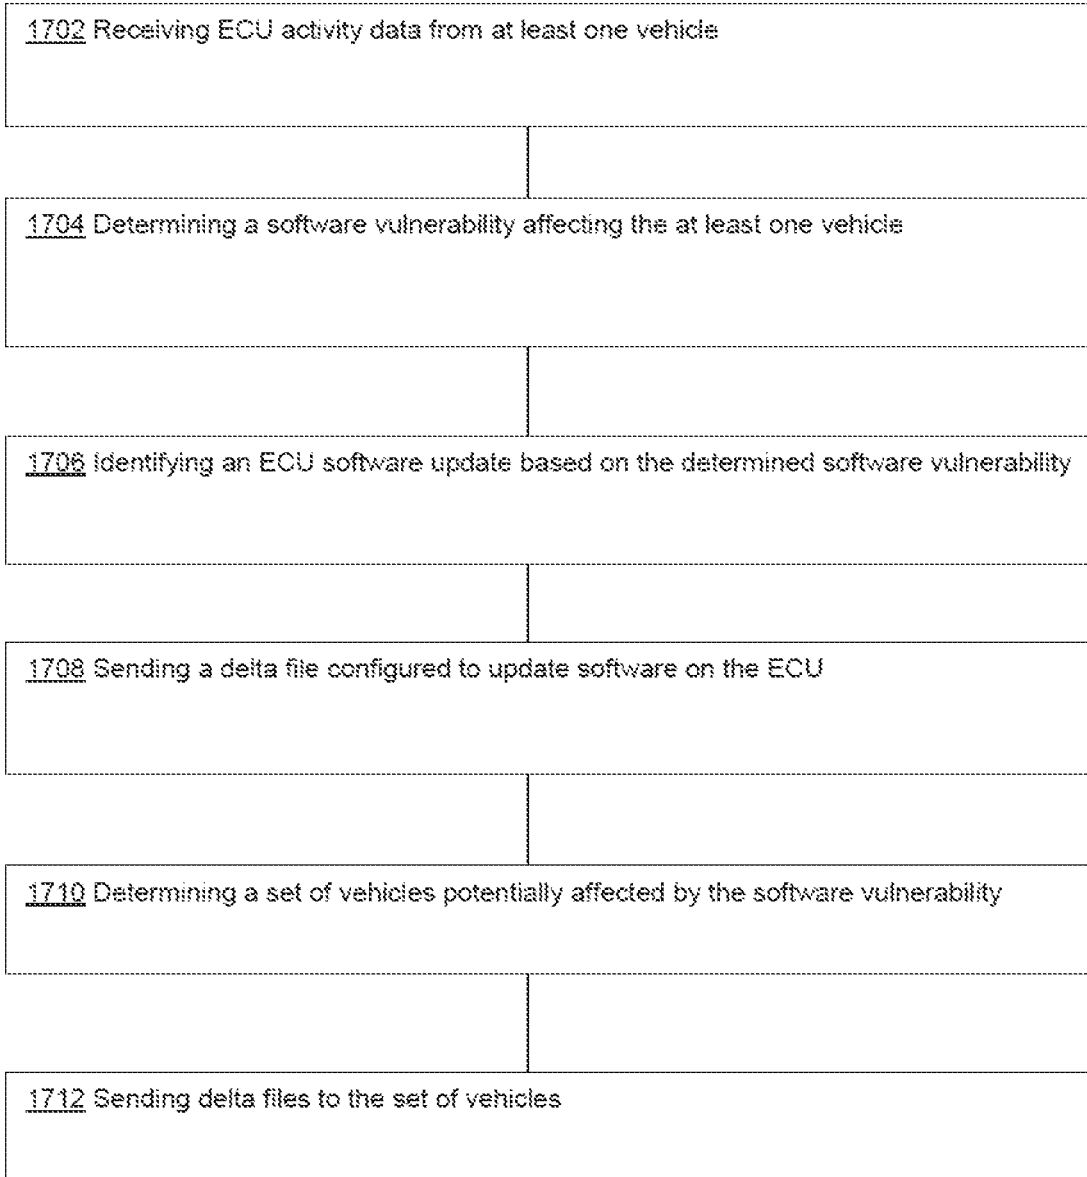 1702 Receiving ECU activity data from at least one vehicle
1704 Determining a software vulnerability affecting the at least one vehicle
1706 Identifying an ECU software update based on the determined software vulnerability
1708 Sending a delta file configured to update software on the ECU
1710 Determining a set of vehicles potentially affected by the software vulnerability
1712 Sending delta files to the set of vehicles